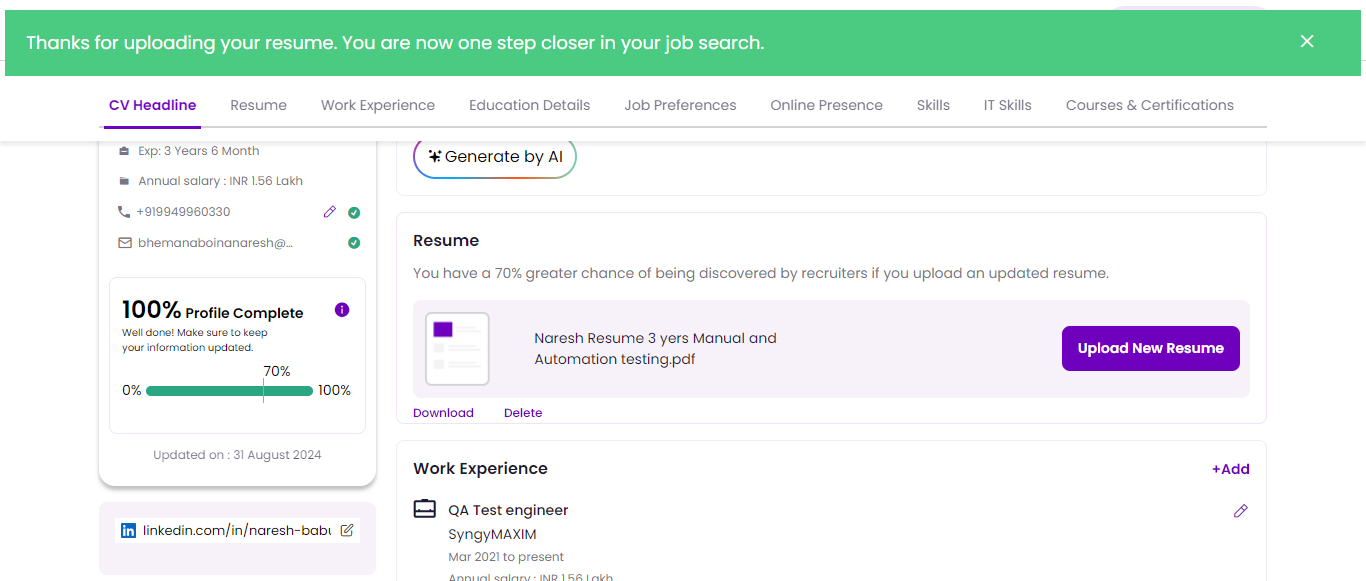 Thanks for uploading your resume. You are now one step closer in your job search.
CV Headline Resume Work Experience Education Details Job Preferences Online Presence Skills IT Skills Courses & Certifications
Exp: 3 Years 6 Month
Annual salary : INR 1.56 Lakh
+919949960330
bhemanaboinanaresh@...
100% Profile Complete
Well done! Make sure to keep
your information updated.
70%
0% 100%
Updated on : 31 August 2024
linkedin.com/in/naresh-babu
Generate by AI
Resume
You have a 70% greater chance of being discovered by recruiters if you upload an updated resume.
Naresh Resume 3 yers Manual and
Automation testing.pdf
Upload New Resume
Download Delete
Work Experience +Add
QA Test engineer
SyngyMAXIM
Mar 2021 to present
Annual salary : INR 1.56 Lakh